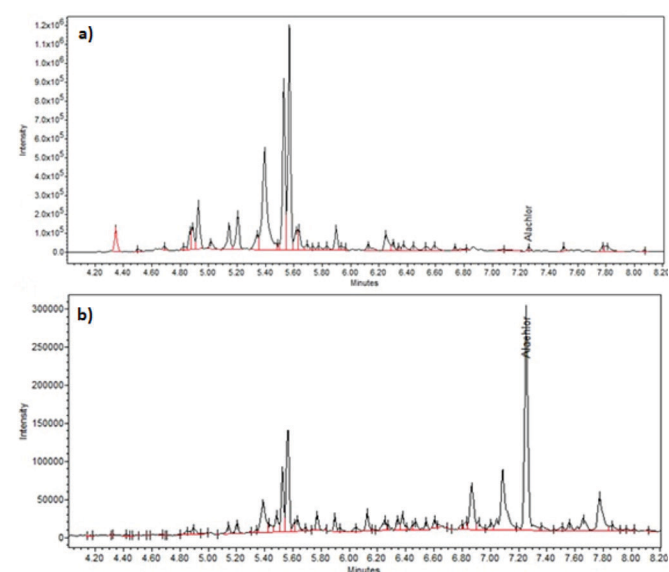 a)
1.2x10⁶
1.1x10⁶
1.0x10⁶
9.0x10⁵
8.0x10⁵
7.0x10⁵
6.0x10⁵
5.0x10⁵
4.0x10⁵
3.0x10⁵
2.0x10⁵
1.0x10⁵
0.0
Intensity
Alachlor
4.20 4.40 4.60 4.80 5.00 5.20 5.40 5.60 5.80 6.00 6.20 6.40 6.60 6.80 7.00 7.20 7.40 7.60 7.80 8.00 8.20
Minutes
b)
300000
250000
200000
150000
100000
50000
0
Intensity
Alachlor
4.20 4.40 4.60 4.80 5.00 5.20 5.40 5.60 5.80 6.00 6.20 6.40 6.60 6.80 7.00 7.20 7.40 7.60 7.80 8.00 8.20
Minutes